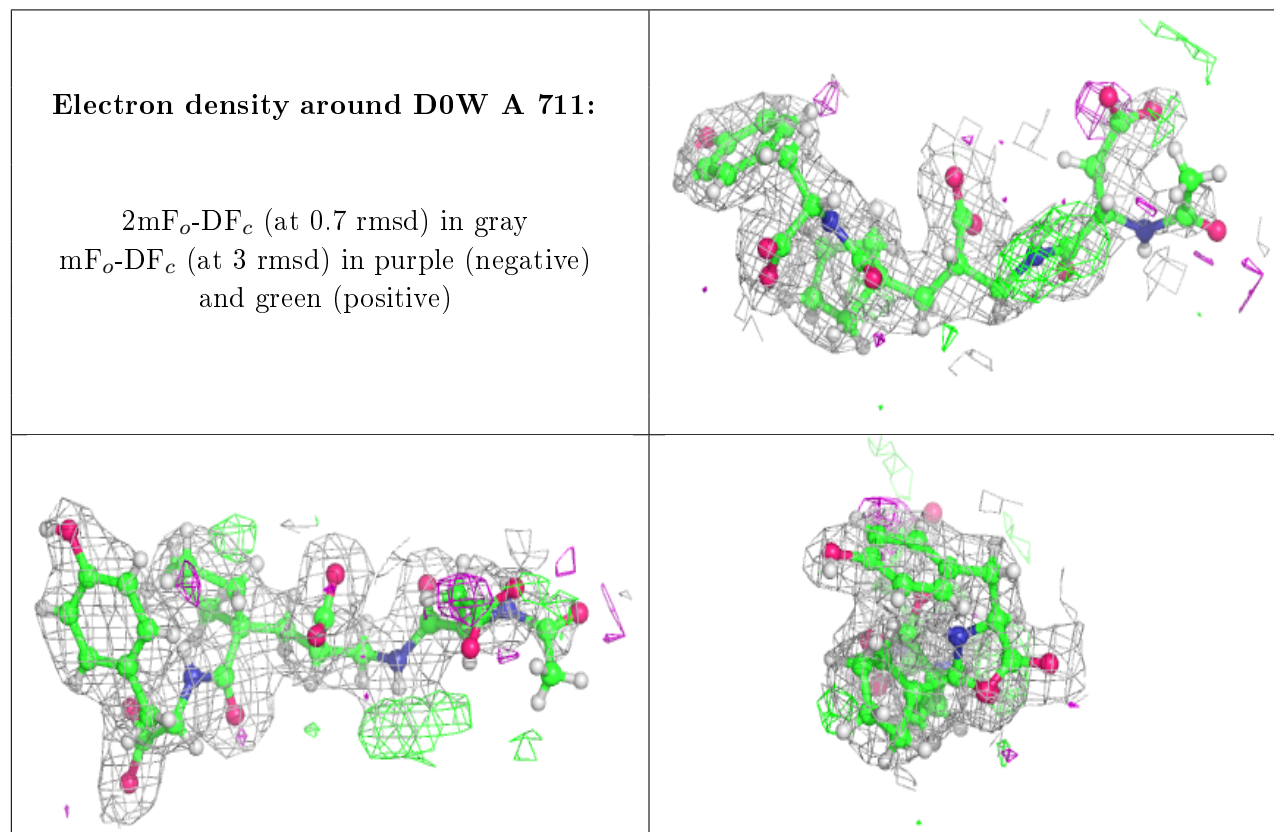 Electron density around D0W A 711:
2mFₒ-DF𝑐 (at 0.7 rmsd) in gray
mFₒ-DF𝑐 (at 3 rmsd) in purple (negative)
and green (positive)